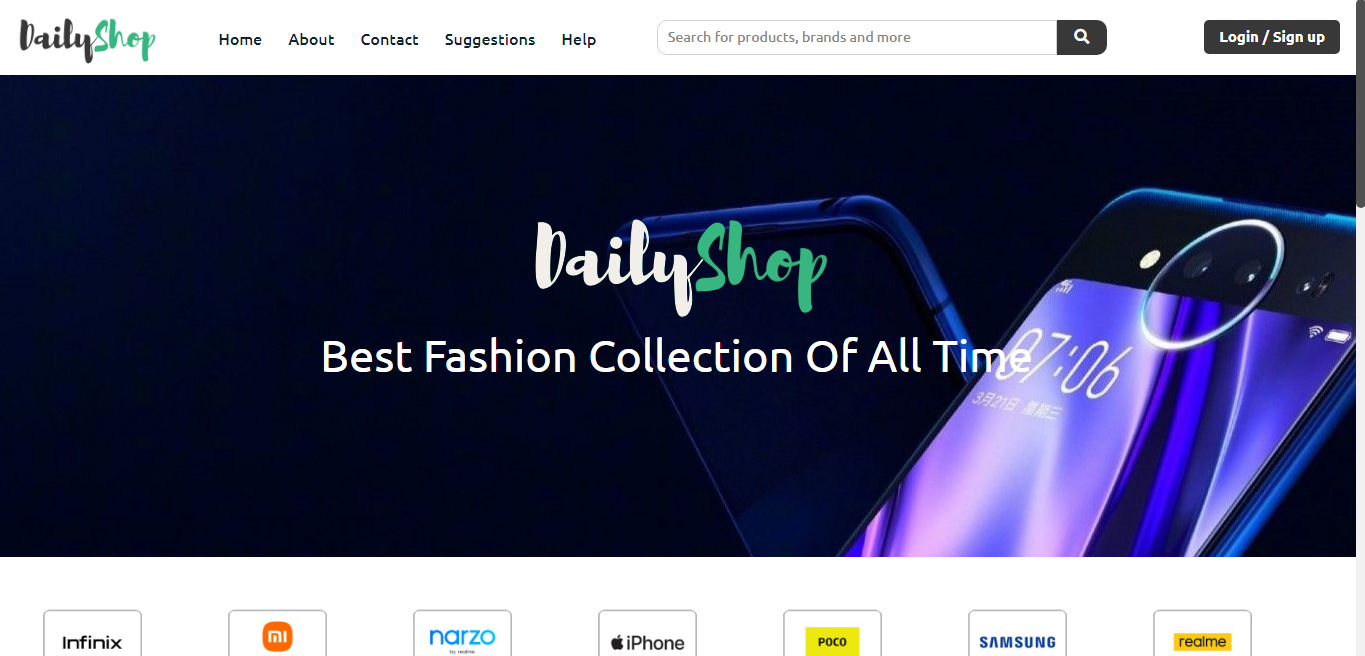 DailyShop
Home About Contact Suggestions Help
Search for products, brands and more
Login / Sign up
DailyShop
Best Fashion Collection Of All Time
07:06
3月21日 星期三
Infinix
mi
narzo
by realme
iPhone
POCO
SAMSUNG
realme